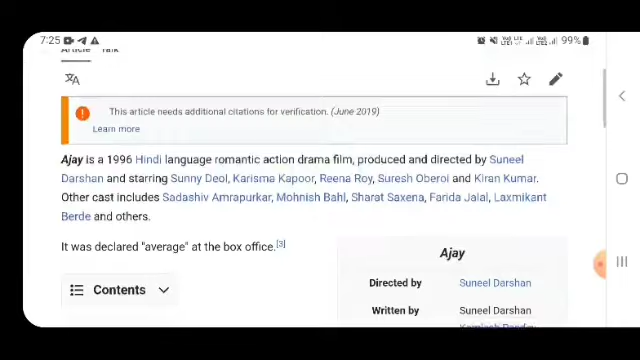 7:25
99%
Article Talk
This article needs additional citations for verification. (June 2019)
Learn more
Ajay is a 1996 Hindi language romantic action drama film, produced and directed by Suneel
Darshan and starring Sunny Deol, Karisma Kapoor, Reena Roy, Suresh Oberoi and Kiran Kumar.
Other cast includes Sadashiv Amrapurkar, Mohnish Bahl, Sharat Saxena, Farida Jalal, Laxmikant
Berde and others.
It was declared "average" at the box office.[3]
Ajay
Contents
Directed by Suneel Darshan
Written by Suneel Darshan